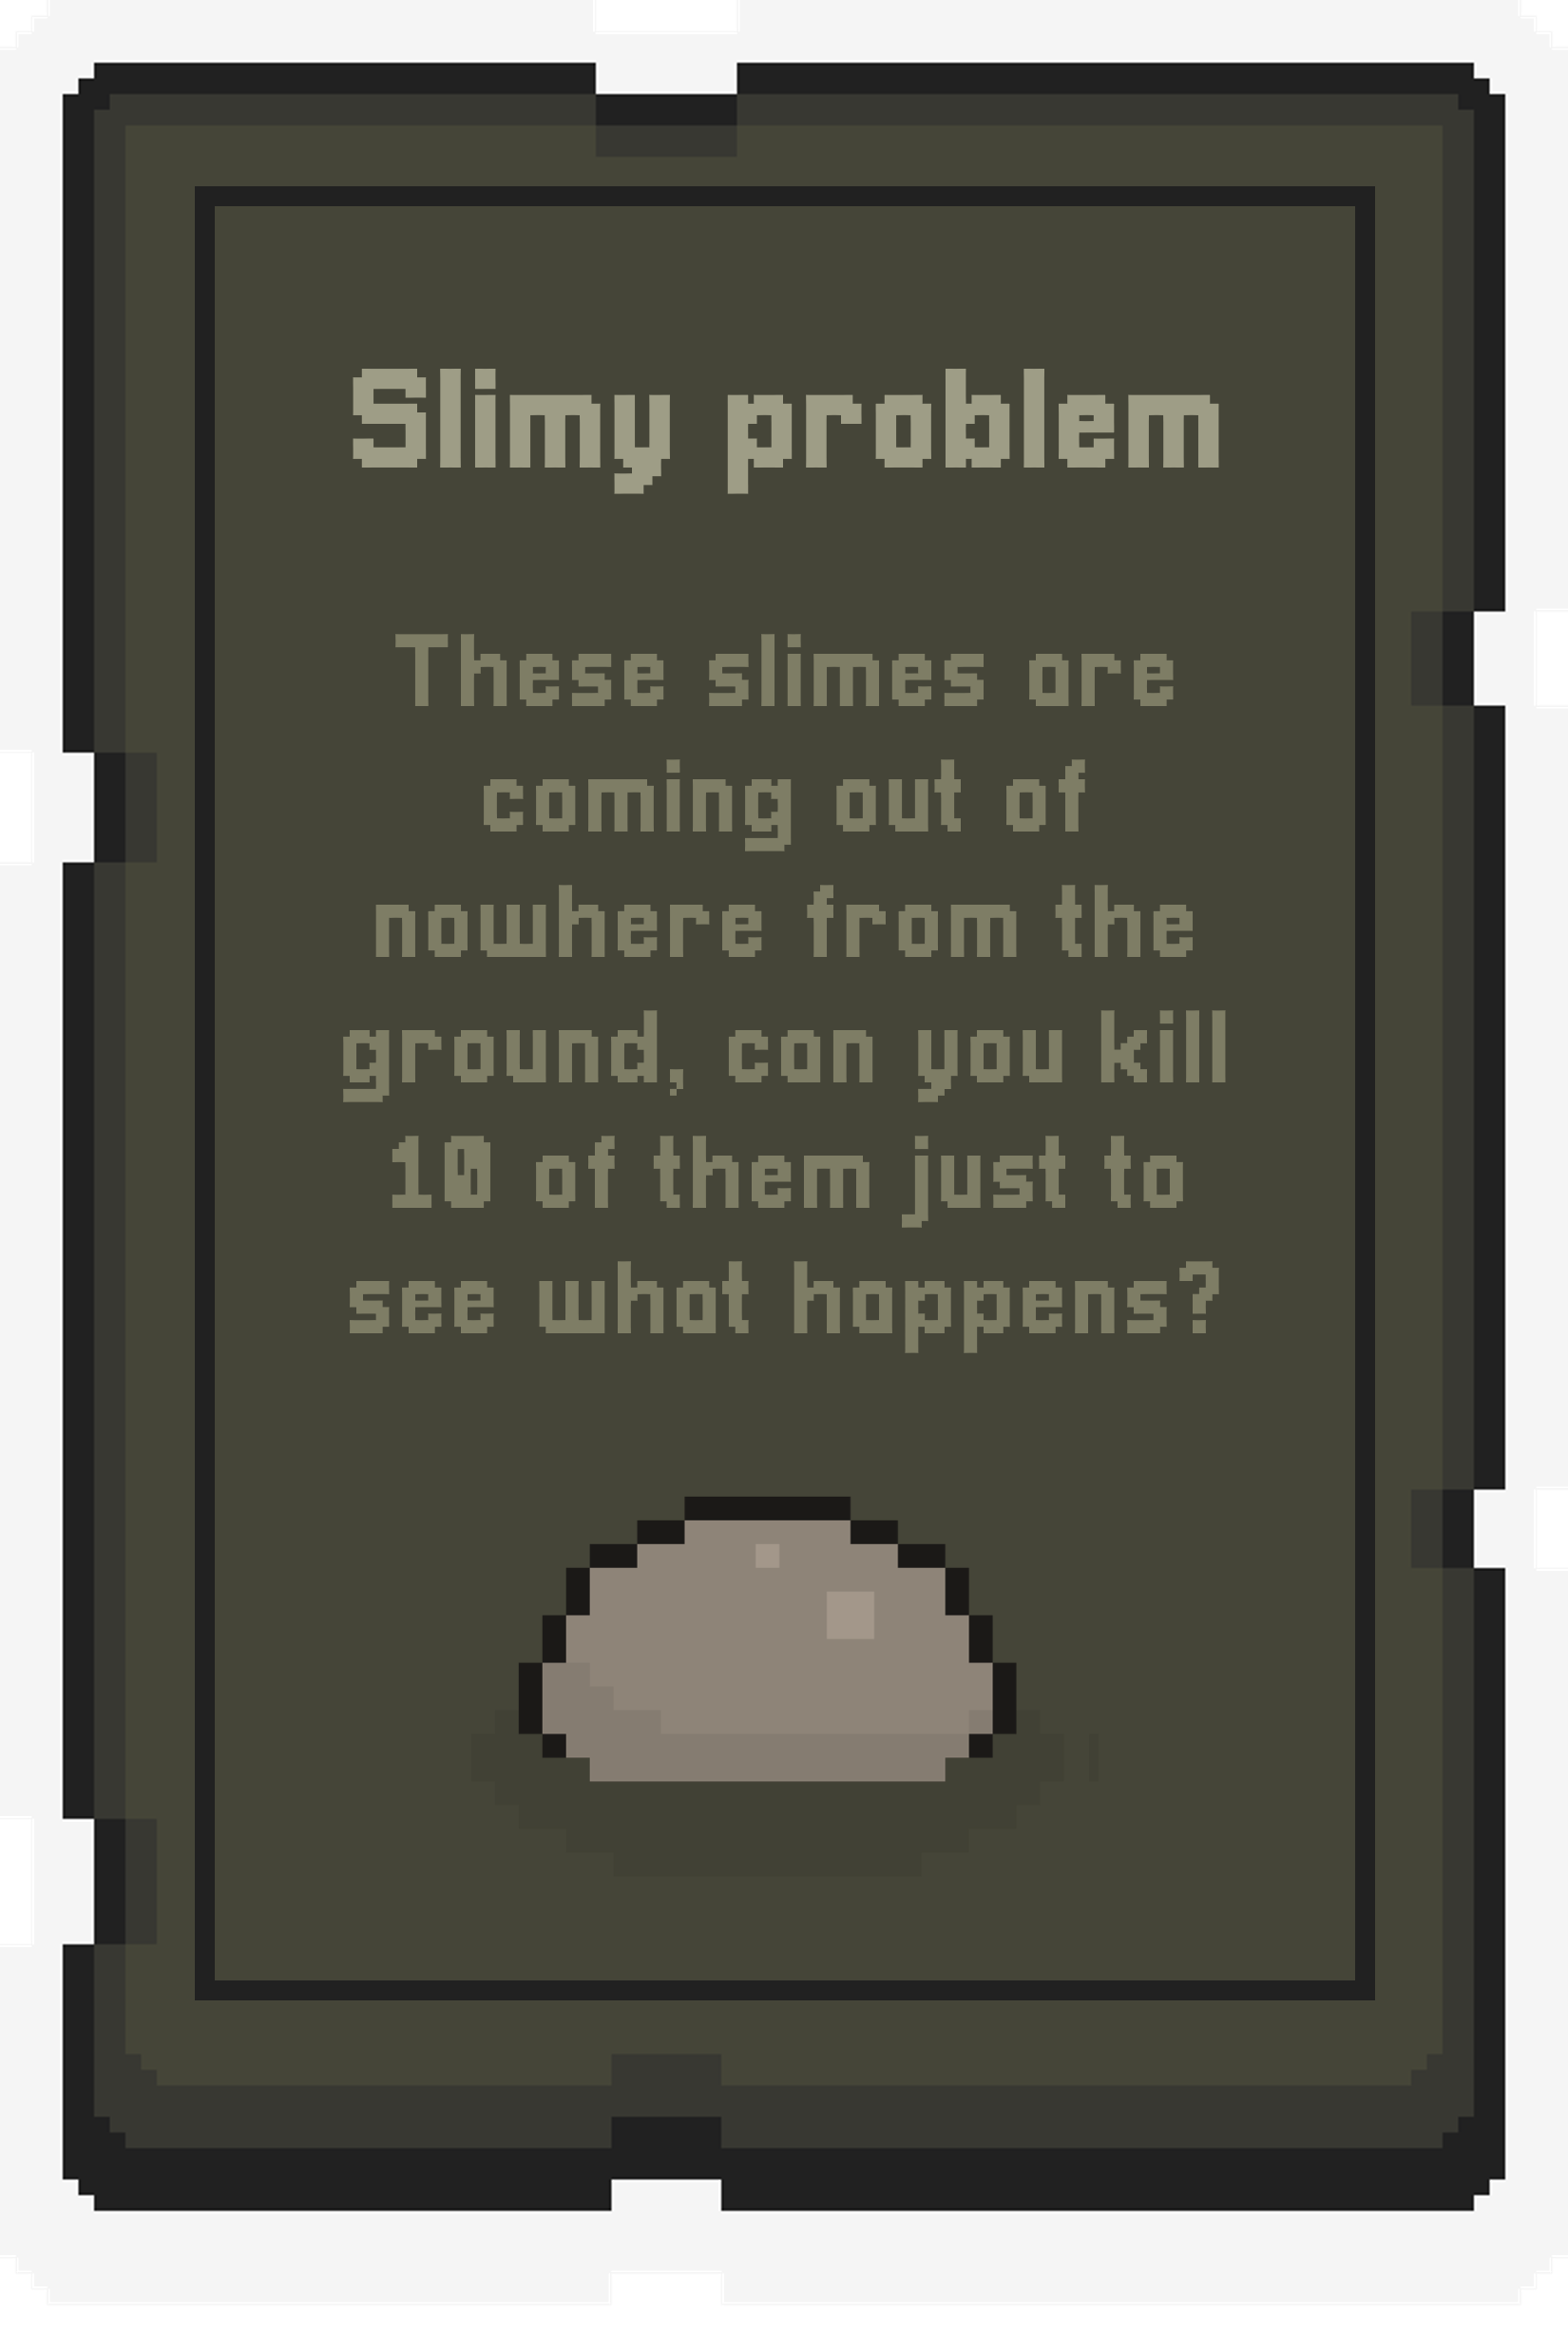 Slimy problem
These slimes are
coming out of
nowhere from the
ground, can you kill
10 of them just to
see what happens?